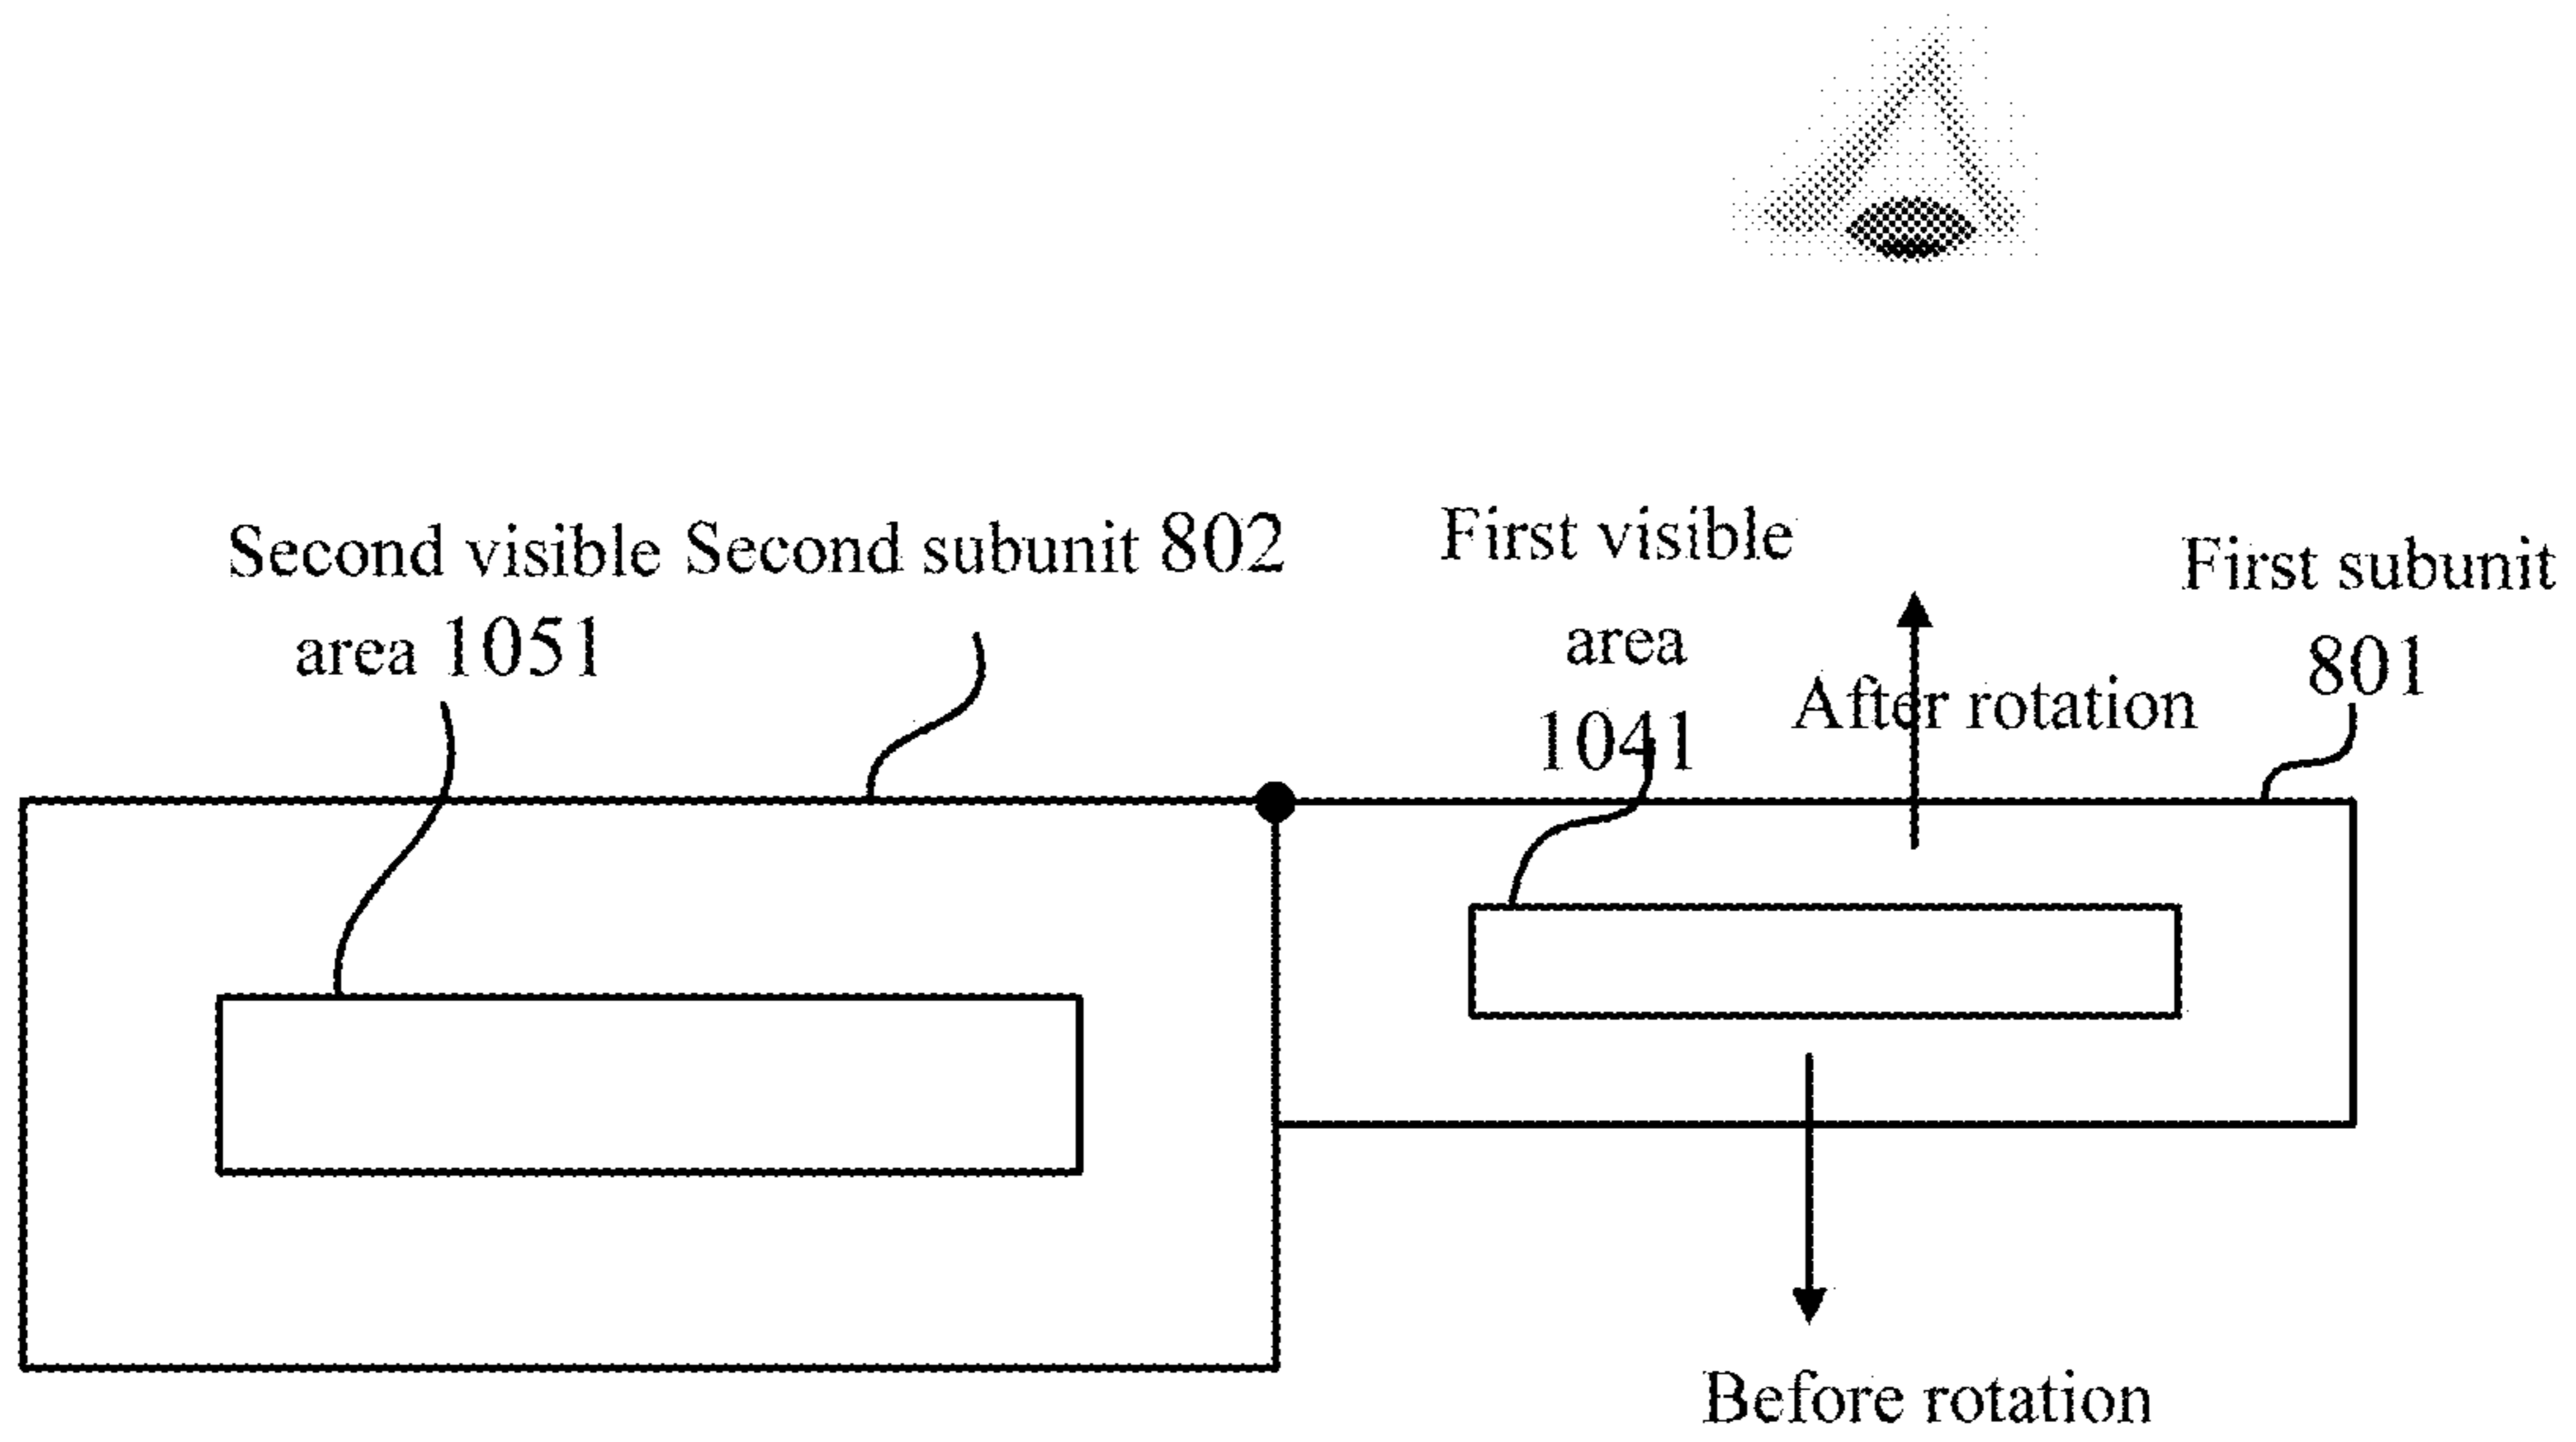 Second visible
area 1051
Second subunit 802
First visible
area
1041
After rotation
First subunit
801
Before rotation